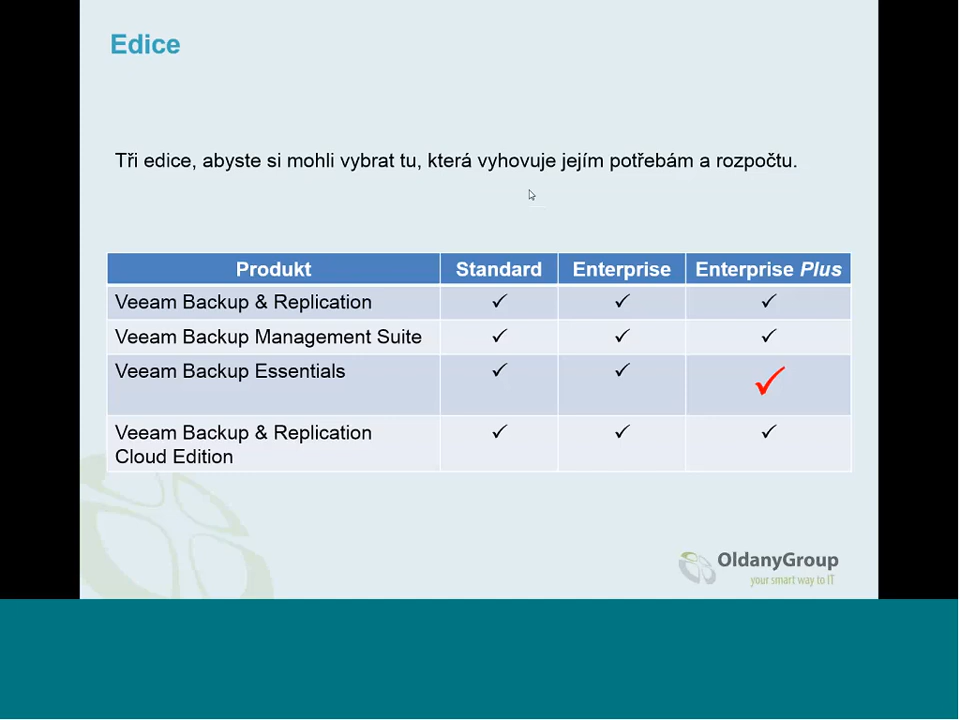 Edice
Tři edice, abyste si mohli vybrat tu, která vyhovuje jejím potřebám a rozpočtu.
Produkt Standard Enterprise Enterprise Plus
Veeam Backup & Replication ✓ ✓ ✓
Veeam Backup Management Suite ✓ ✓ ✓
Veeam Backup Essentials ✓ ✓ ✓
Veeam Backup & Replication ✓ ✓ ✓
Cloud Edition
OldanyGroup
your smart way to IT